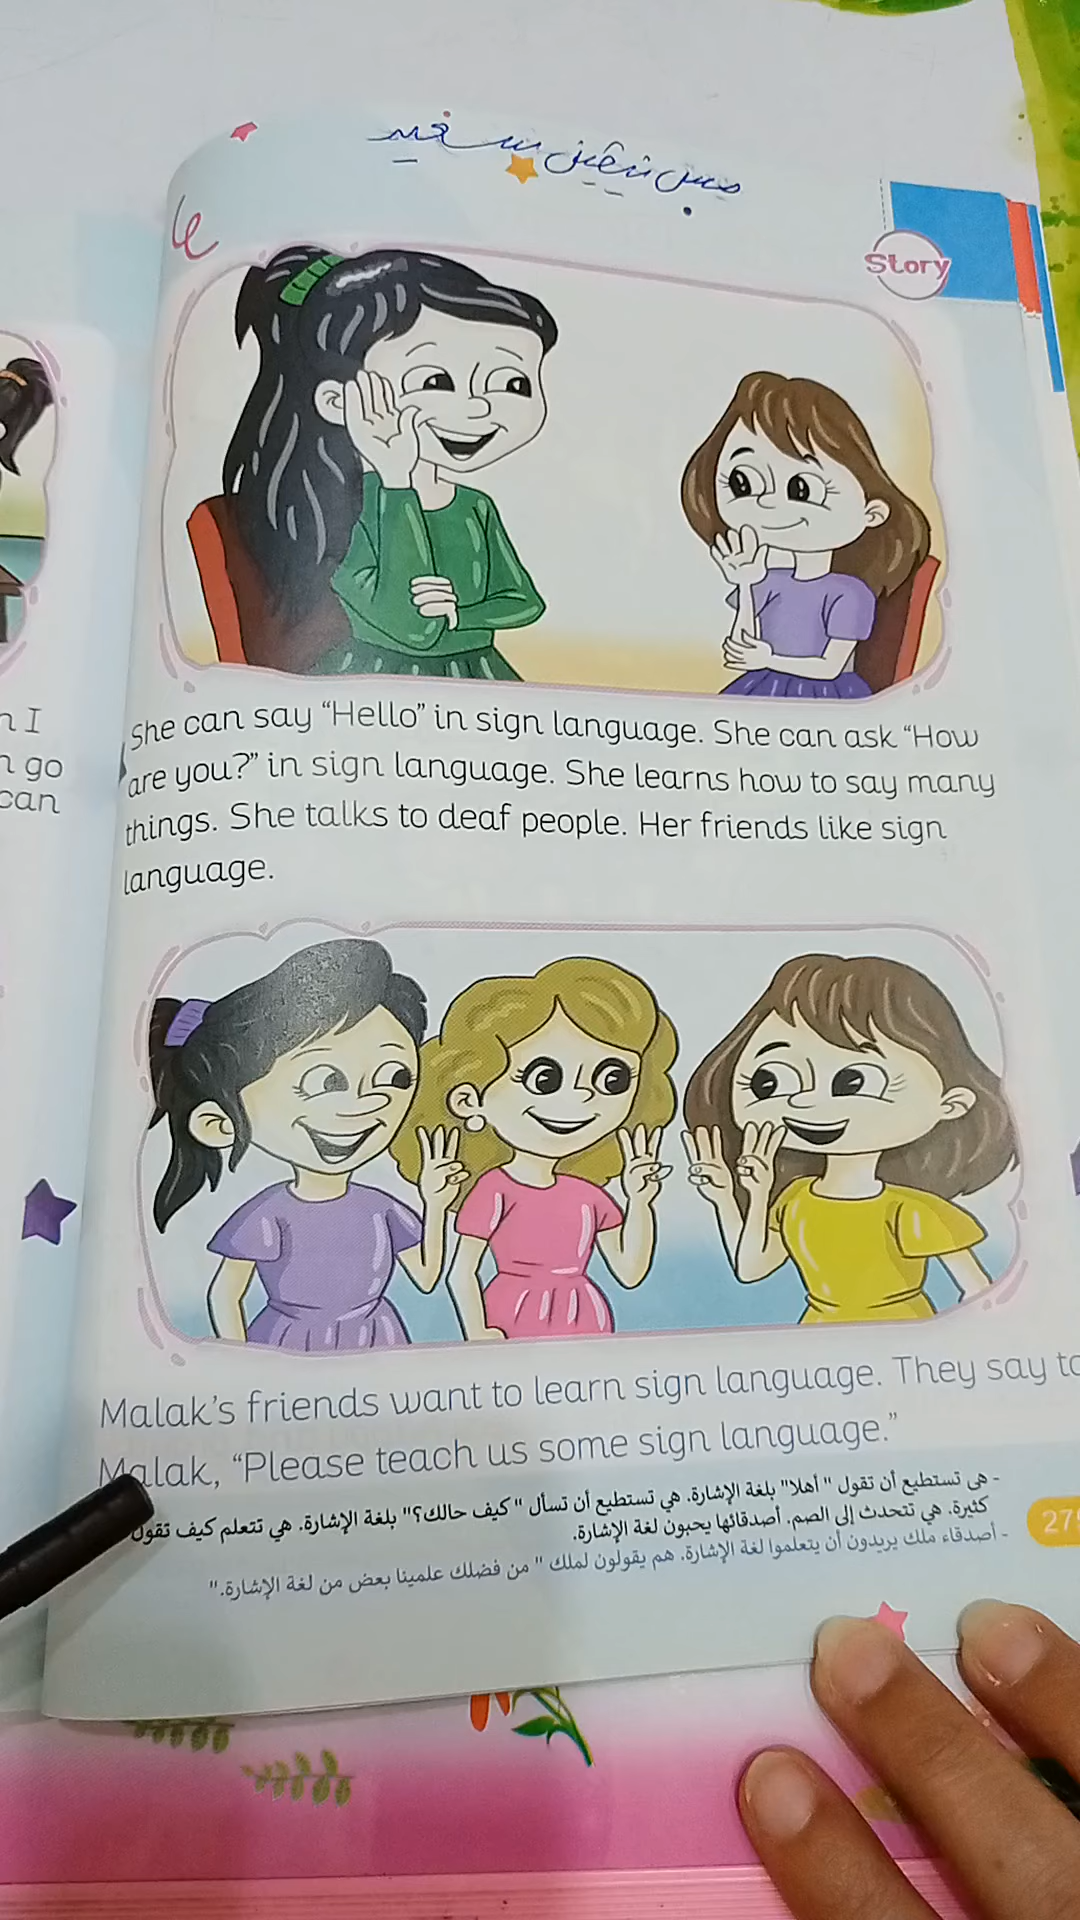 Story
She can say “Hello” in sign language. She can ask “How
are you?” in sign language. She learns how to say many
things. She talks to deaf people. Her friends like sign
language.
n I
n go
can
Malak’s friends want to learn sign language. They say to
Malak, “Please teach us some sign language.”
- هى تستطيع أن تقول " أهلا" بلغة الإشارة. هي تستطيع أن تسأل " كيف حالك؟" بلغة الإشارة. هي تتعلم كيف تقول
كثيرة. هي تتحدث إلى الصم. أصدقائها يحبون لغة الإشارة.
- أصدقاء ملك يريدون أن يتعلموا لغة الإشارة. هم يقولون لملك " من فضلك علمينا بعض من لغة الإشارة."